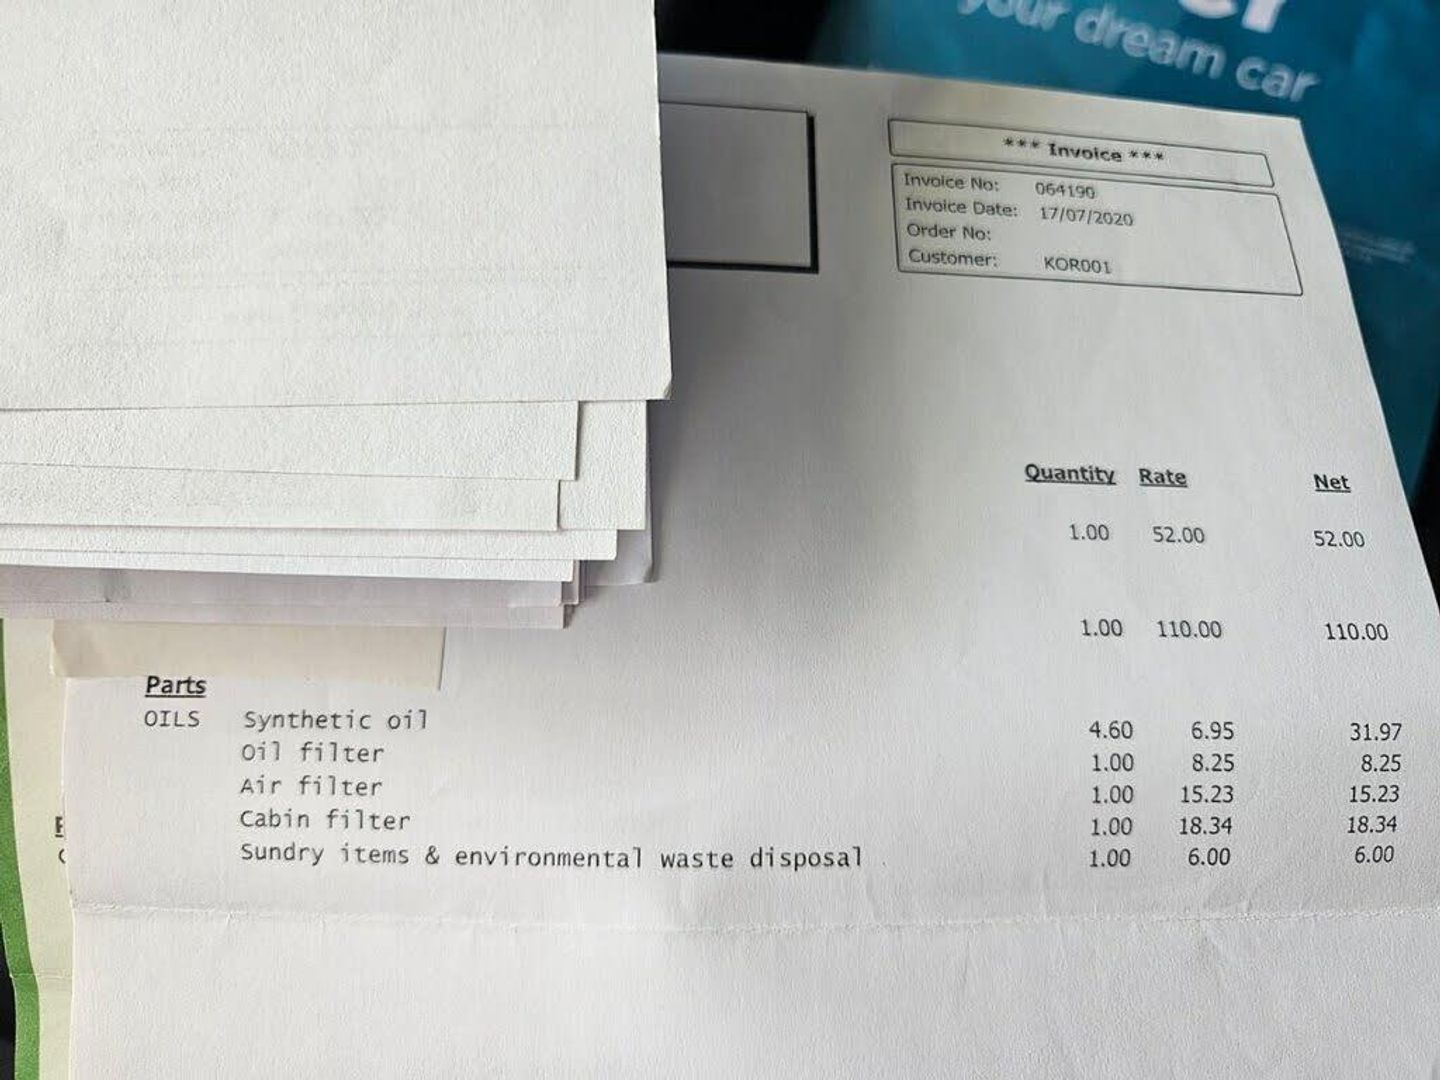 your dream car
*** Invoice ***
Invoice No: 064190
Invoice Date: 17/07/2020
Order No:
Customer: KOR001
Quantity Rate Net
1.00 52.00 52.00
1.00 110.00 110.00
Parts
OILS Synthetic oil 4.60 6.95 31.97
Oil filter 1.00 8.25 8.25
Air filter 1.00 15.23 15.23
Cabin filter 1.00 18.34 18.34
Sundry items & environmental waste disposal 1.00 6.00 6.00